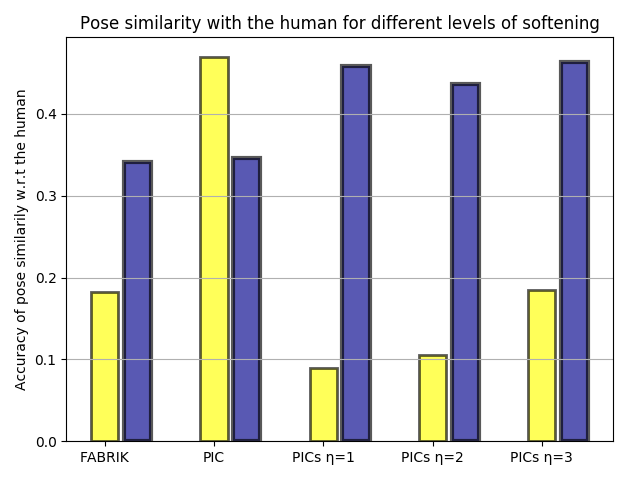 Pose similarity with the human for different levels of softening
Accuracy of pose similarily w.r.t the human
0.4
0.3
0.2
0.1
0.0
FABRIK PIC PICs η=1 PICs η=2 PICs η=3